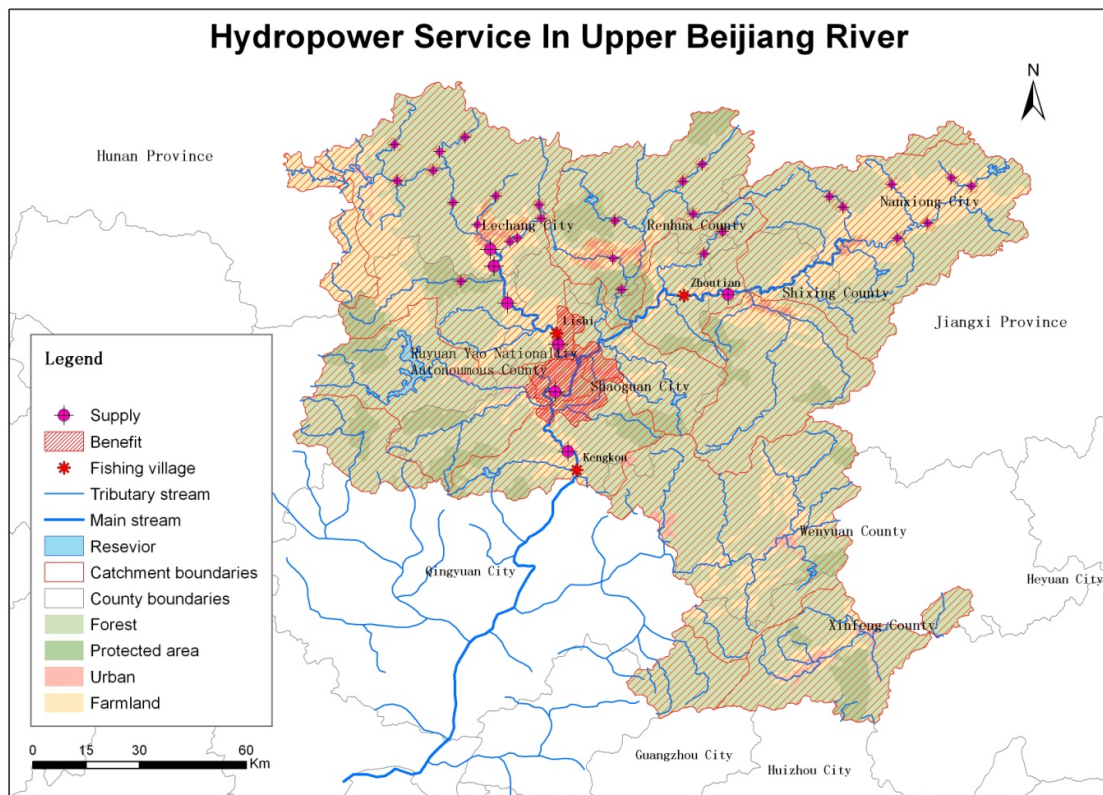 Hydropower Service In Upper Beijiang River
N
Hunan Province
Lechang City
Renhua County
Nanxiong City
Zhoutian
Shixing County
Jiangxi Province
Lishi
Ruyuan Yao Nationality
Autonoumous County
Shaoguan City
Kengkou
Wenyuan County
Qingyuan City
Heyuan City
Xinfeng County
Guangzhou City
Huizhou City
Legend
Supply
Benefit
Fishing village
Tributary stream
Main stream
Resevior
Catchment boundaries
County boundaries
Forest
Protected area
Urban
Farmland
0 15 30 60
Km